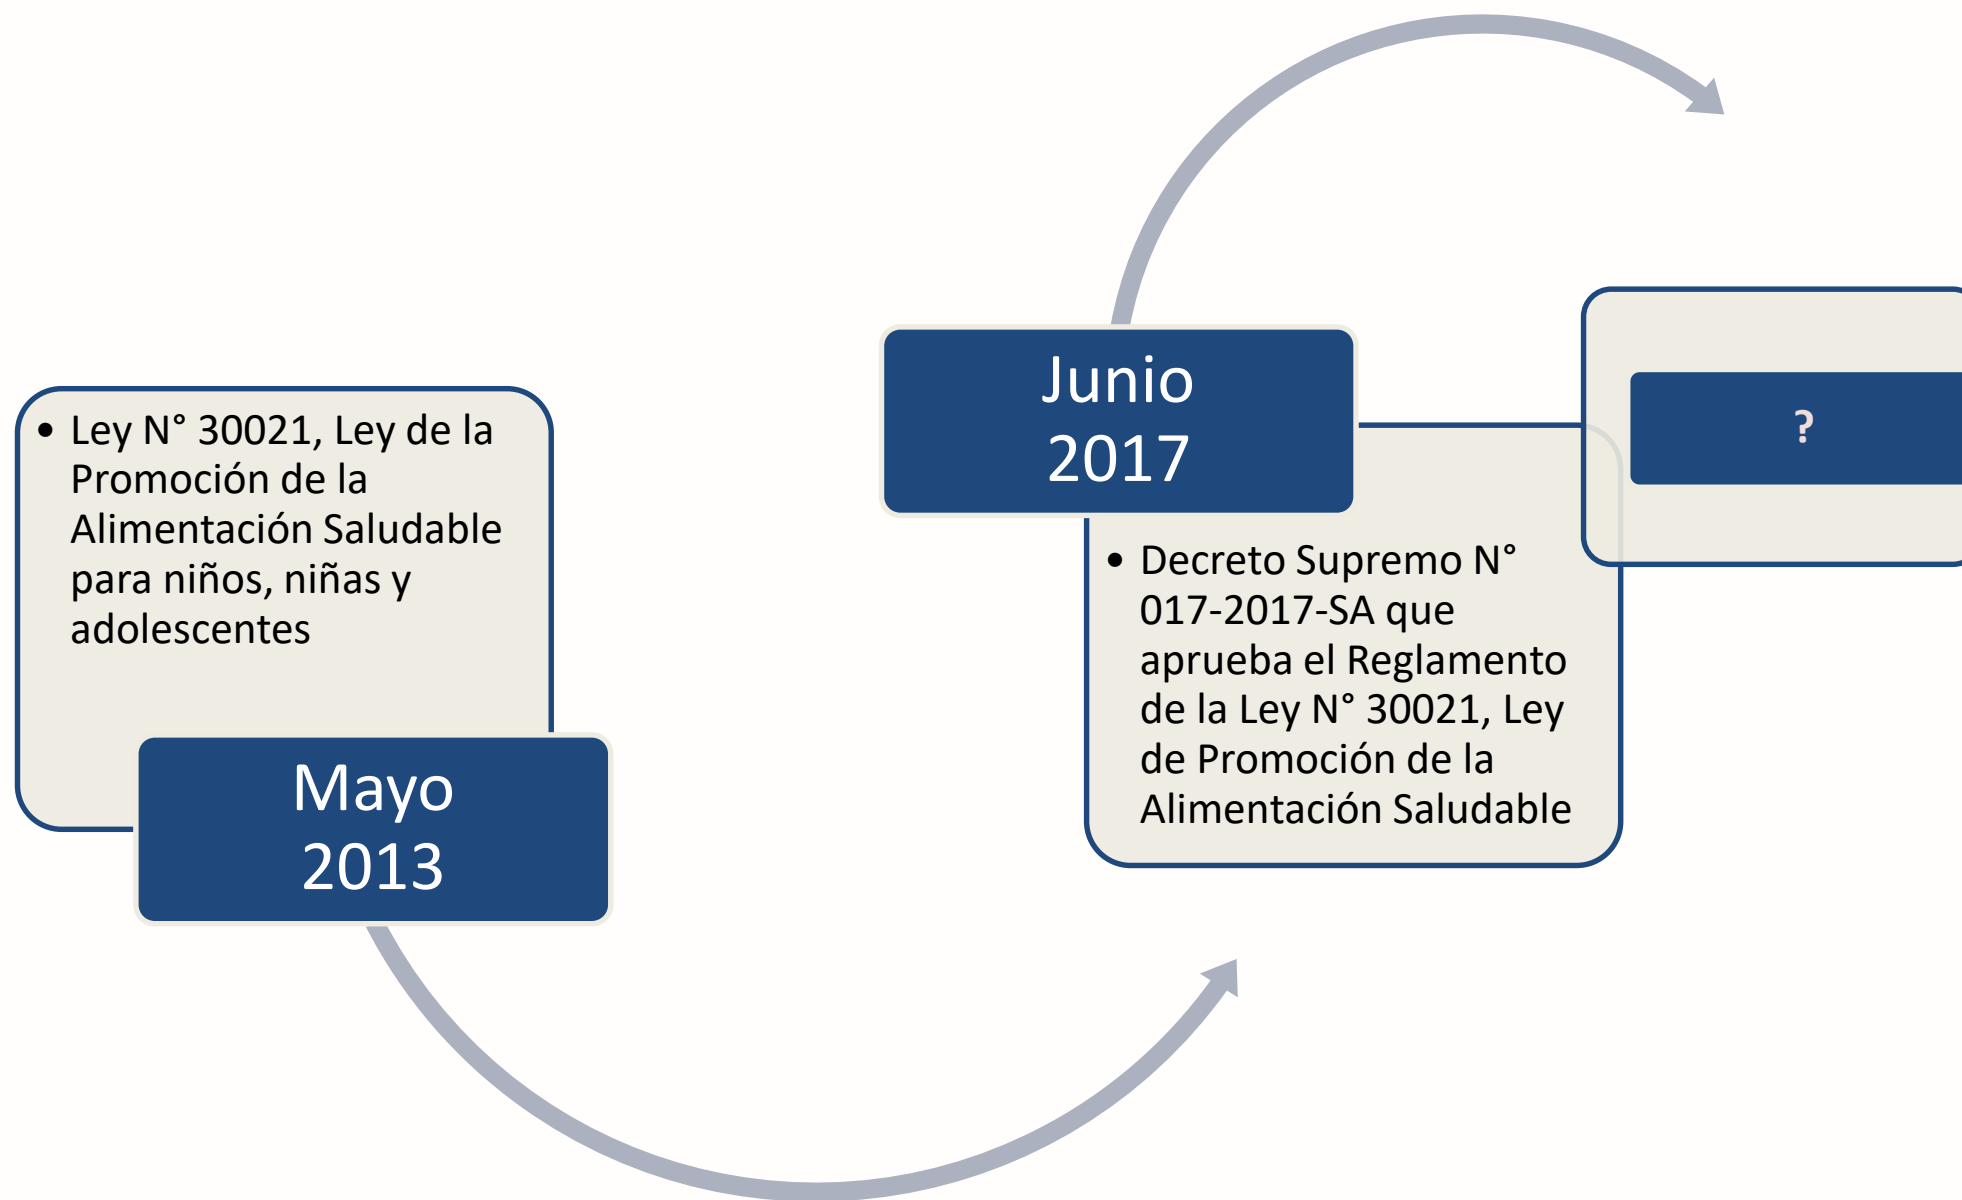 • Ley N° 30021, Ley de la
Promoción de la
Alimentación Saludable
para niños, niñas y
adolescentes
Mayo
2013
Junio
2017
• Decreto Supremo N°
017-2017-SA que
aprueba el Reglamento
de la Ley N° 30021, Ley
de Promoción de la
Alimentación Saludable
?